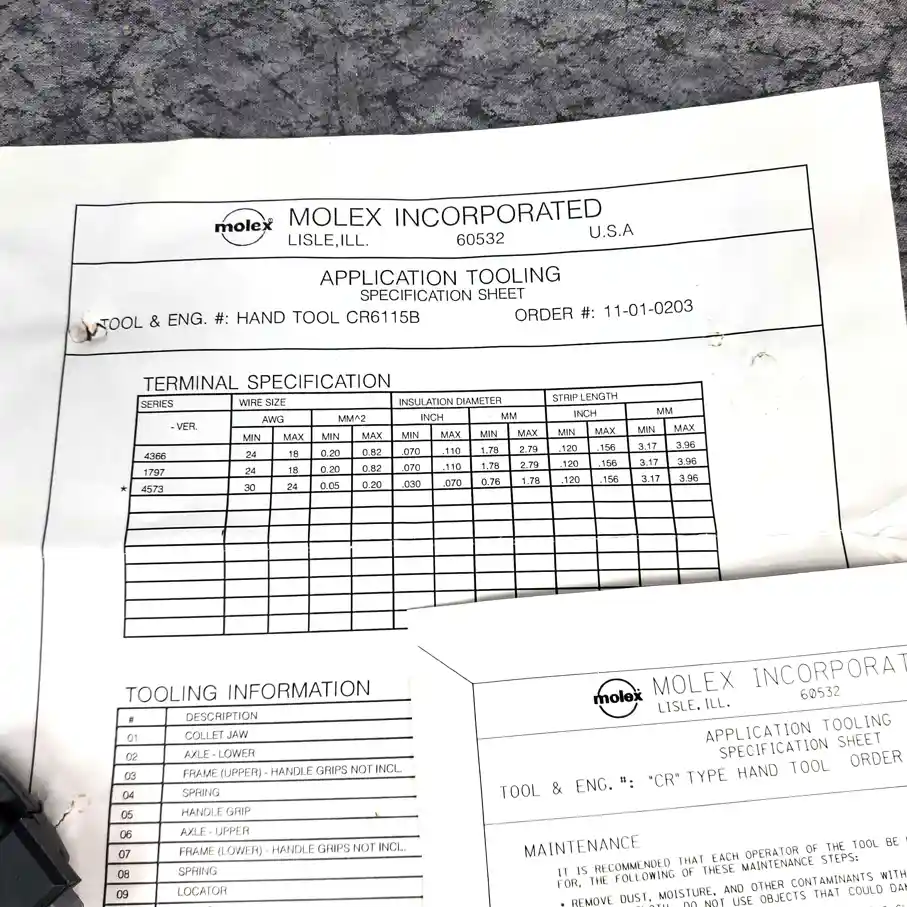 molex® MOLEX INCORPORATED
LISLE,ILL. 60532 U.S.A
APPLICATION TOOLING
SPECIFICATION SHEET
TOOL & ENG. #: HAND TOOL CR6115B ORDER #: 11-01-0203
TERMINAL SPECIFICATION
SERIES WIRE SIZE INSULATION DIAMETER STRIP LENGTH
- VER. AWG MM^2 INCH MM INCH MM
MIN MAX MIN MAX MIN MAX MIN MAX MIN MAX MIN MAX
4366 24 18 0.20 0.82 .070 .110 1.78 2.79 .120 .156 3.17 3.96
1797 24 18 0.20 0.82 .070 .110 1.78 2.79 .120 .156 3.17 3.96
* 4573 30 24 0.05 0.20 .030 .070 0.76 1.78 .120 .156 3.17 3.96
TOOLING INFORMATION
# DESCRIPTION
01 COLLET JAW
02 AXLE - LOWER
03 FRAME (UPPER) - HANDLE GRIPS NOT INCL.
04 SPRING
05 HANDLE GRIP
06 AXLE - UPPER
07 FRAME (LOWER) - HANDLE GRIPS NOT INCL.
08 SPRING
09 LOCATOR
molex MOLEX INCORPORAT
LISLE, ILL. 60532
APPLICATION TOOLING
SPECIFICATION SHEET
TOOL & ENG. #: "CR" TYPE HAND TOOL ORDER
MAINTENANCE
IT IS RECOMMENDED THAT EACH OPERATOR OF THE TOOL BE
FOR, THE FOLLOWING OF THESE MAINTENANCE STEPS:
• REMOVE DUST, MOISTURE, AND OTHER CONTAMINANTS WITH
DO NOT USE OBJECTS THAT COULD DA